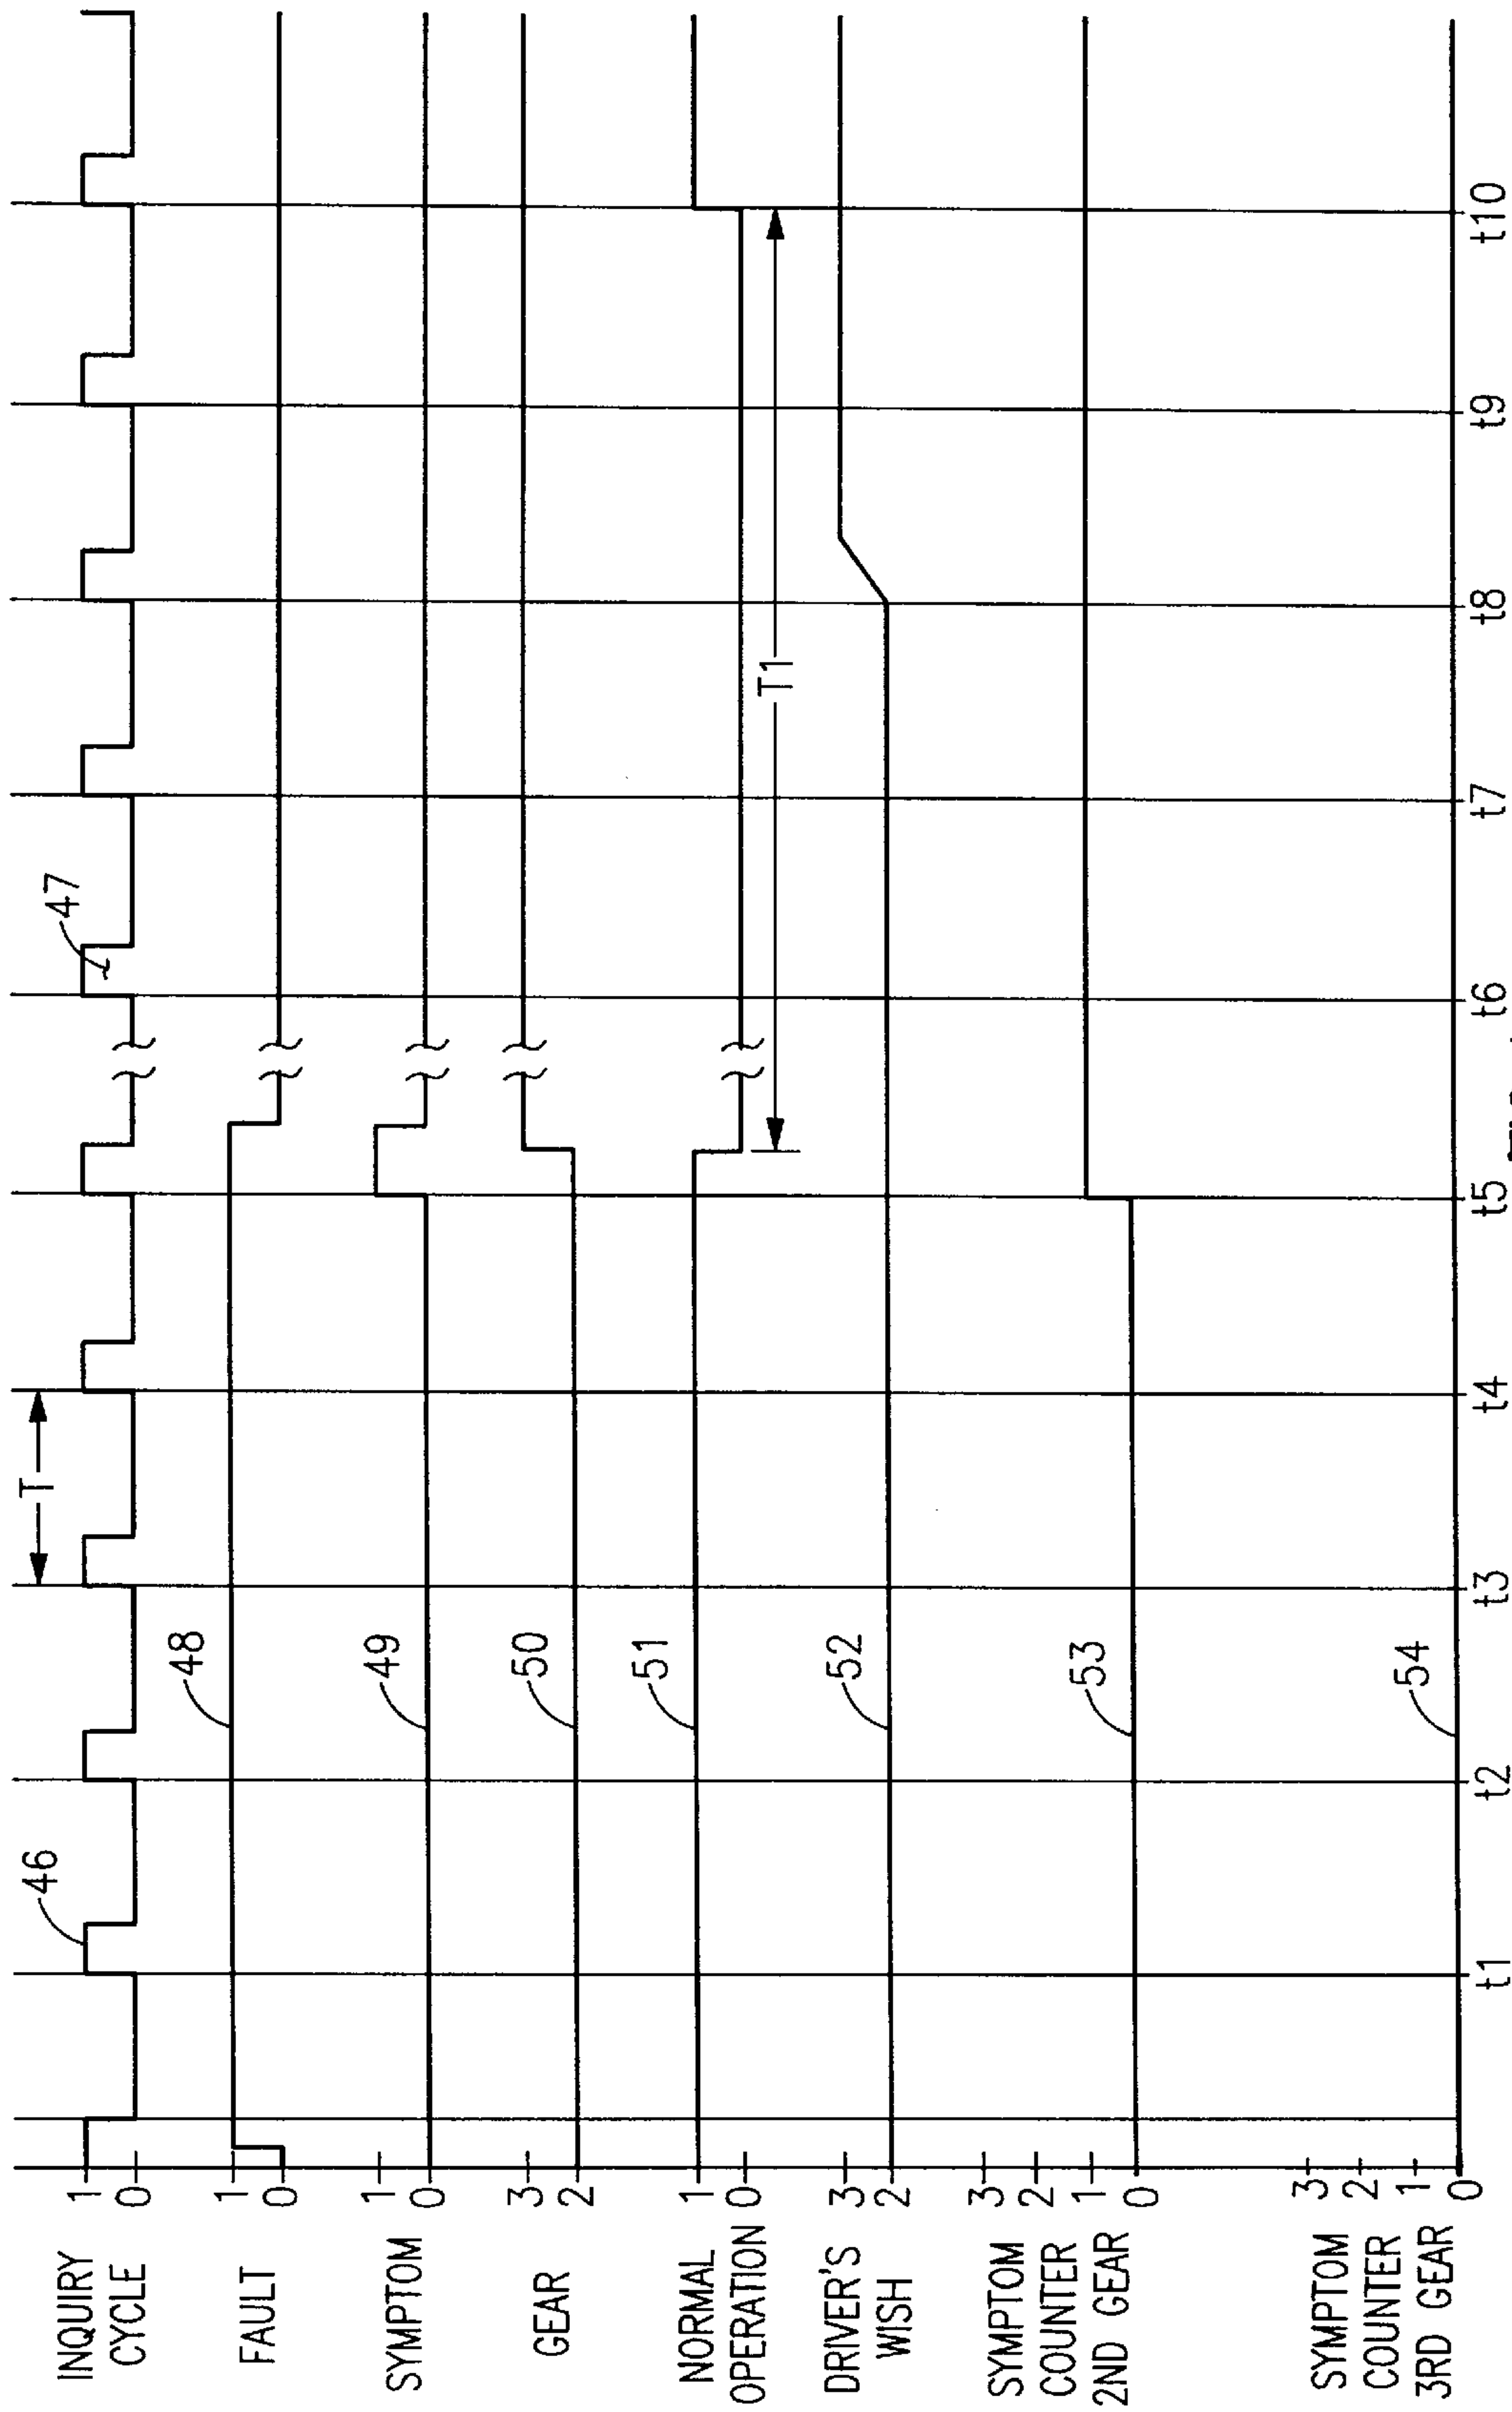 INQUIRY
CYCLE
1
0
46
T
47
FAULT
1
0
48
SYMPTOM
1
0
49
GEAR
3
2
50
NORMAL
OPERATION
1
0
51
T1
DRIVER'S
WISH
3
2
52
SYMPTOM
COUNTER
2ND GEAR
3
2
1
0
53
SYMPTOM
COUNTER
3RD GEAR
3
2
1
0
54
t1 t2 t3 t4 t5 t6 t7 t8 t9 t10